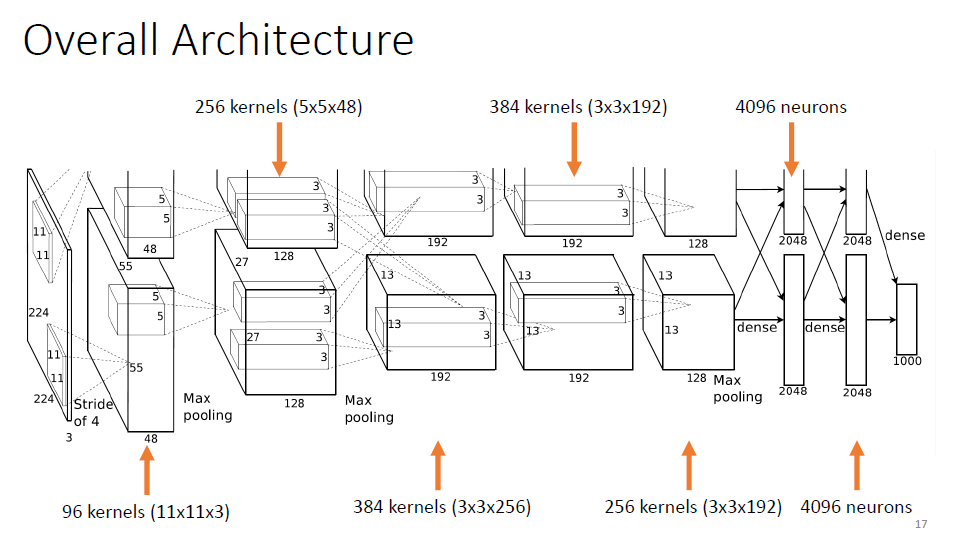 Overall Architecture
256 kernels (5x5x48)
384 kernels (3x3x192)
4096 neurons
11
11
224
11
11
224
3
Stride
of 4
5
5
48
55
5
5
55
48
Max
pooling
3
3
3
128
27
3
3
27
3
3
128
Max
pooling
3
3
192
13
3
3
13
192
3
3
192
13
3
3
13
192
128
13
13
128
Max
pooling
2048
2048
dense
dense
dense
2048
2048
1000
96 kernels (11x11x3)
384 kernels (3x3x256)
256 kernels (3x3x192)
4096 neurons
17